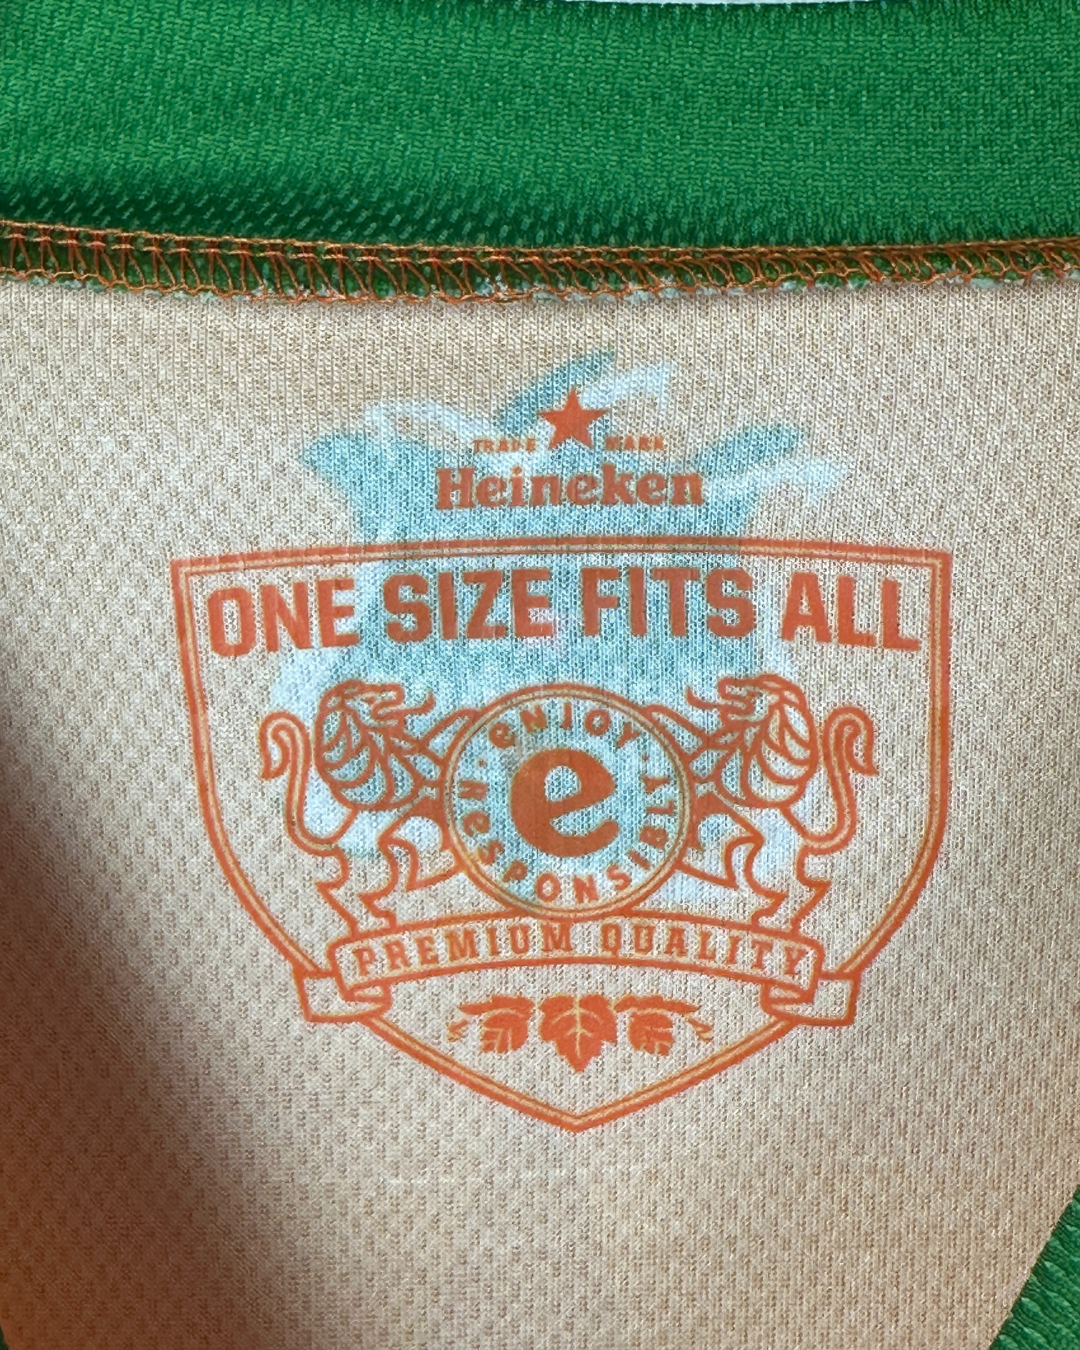 TRADE MARK
Heineken
ONE SIZE FITS ALL
eNJOY · ReSPONSIBLY ·
e
PREMIUM QUALITY